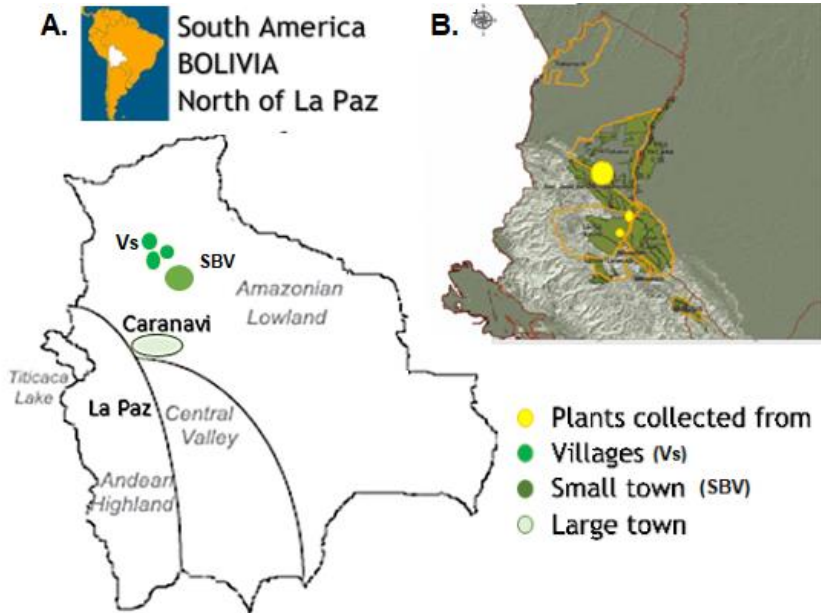 A.
South America
BOLIVIA
North of La Paz
B.
Vs
SBV
Amazonian
Lowland
Caranavi
Titicaca
Lake
La Paz
Central
Valley
Andean
Highland
Plants collected from
Villages (Vs)
Small town (SBV)
Large town